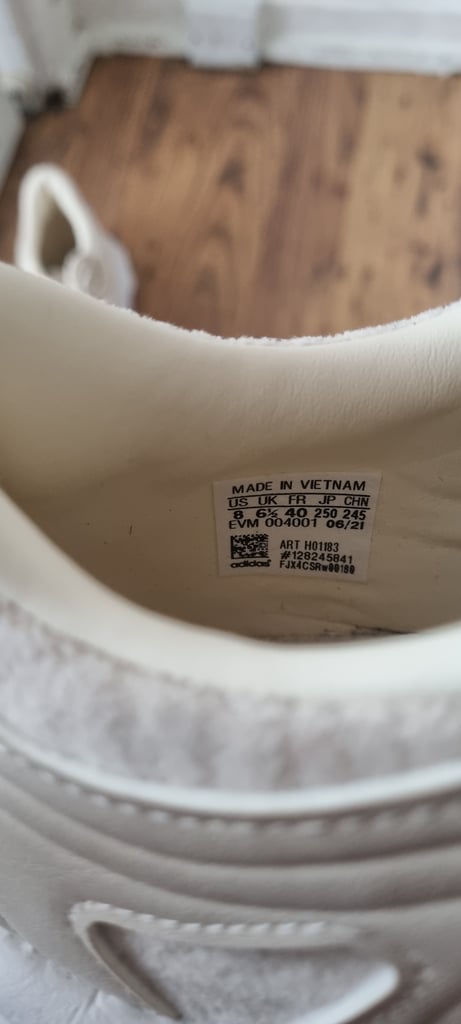 MADE IN VIETNAM
US UK FR JP CHN
8 6½ 40 250 245
EVM 004001 06/21
ART H01183
#128245841
adidas FJX4CSRw00180